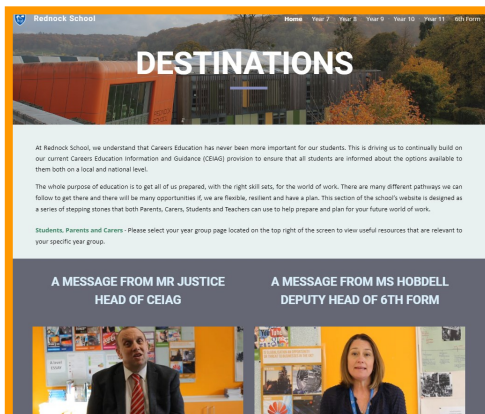 Rednock School
Home Year 7 Year 8 Year 9 Year 10 Year 11 6th Form
DESTINATIONS
At Rednock School, we understand that Careers Education has never been more important for our students. This is driving us to continually build on
our current Careers Education Information and Guidance (CEIAG) provision to ensure that all students are informed about the options available to
them both on a local and national level.
The whole purpose of education is to get all of us prepared, with the right skill sets, for the world of work. There are many different pathways we can
follow to get there and there will be many opportunities if, we are flexible, resilient and have a plan. This section of the school's website is designed as
a series of stepping stones that both Parents, Carers, Students and Teachers can use to help prepare and plan for your future world of work.
Students, Parents and Carers - Please select your year group page located on the top right of the screen to view useful resources that are relevant to
your specific year group.
A MESSAGE FROM MR JUSTICE
HEAD OF CEIAG
A MESSAGE FROM MS HOBDELL
DEPUTY HEAD OF 6TH FORM